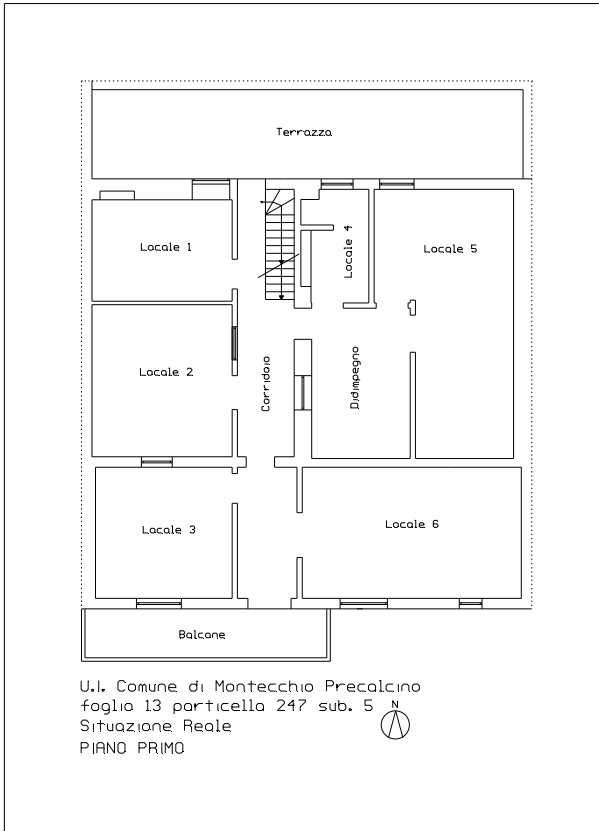 Terrazza
Locale 1
Locale 4
Locale 5
Locale 2
Corridoio
Didimpegno
Locale 3
Locale 6
Balcone
U.I. Comune di Montecchio Precalcino
foglio 13 particella 247 sub. 5
N
Situazione Reale
PIANO PRIMO